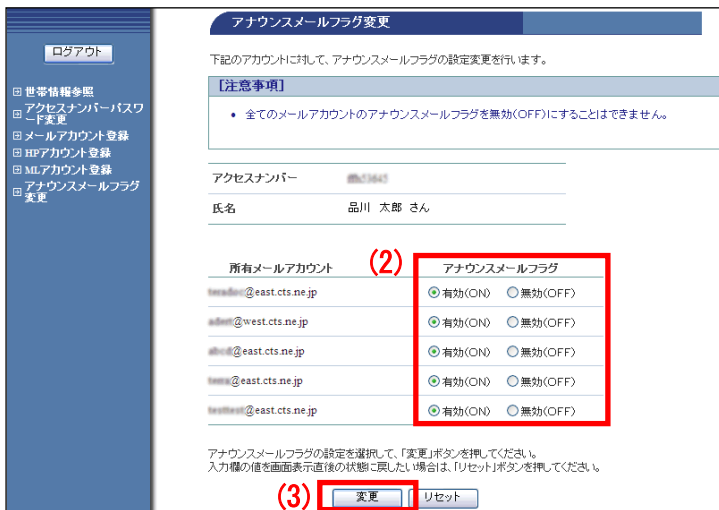 アナウンスメールフラグ変更
ログアウト
世帯情報参照
アクセスナンバーパスワ
ード変更
メールアカウント登録
HPアカウント登録
MLアカウント登録
アナウンスメールフラグ
変更
下記のアカウントに対して、アナウンスメールフラグの設定変更を行います。
[注意事項]
• 全てのメールアカウントのアナウンスメールフラグを無効(OFF)にすることはできません。
アクセスナンバー
氏名 品川 太郎 さん
(2)
所有メールアカウント アナウンスメールフラグ
@east.cts.ne.jp 有効(ON) 無効(OFF)
@west.cts.ne.jp 有効(ON) 無効(OFF)
@east.cts.ne.jp 有効(ON) 無効(OFF)
@east.cts.ne.jp 有効(ON) 無効(OFF)
@east.cts.ne.jp 有効(ON) 無効(OFF)
アナウンスメールフラグの設定を選択して、「変更」ボタンを押してください。
入力欄の値を画面表示直後の状態に戻したい場合は、「リセット」ボタンを押してください。
(3) 変更 リセット